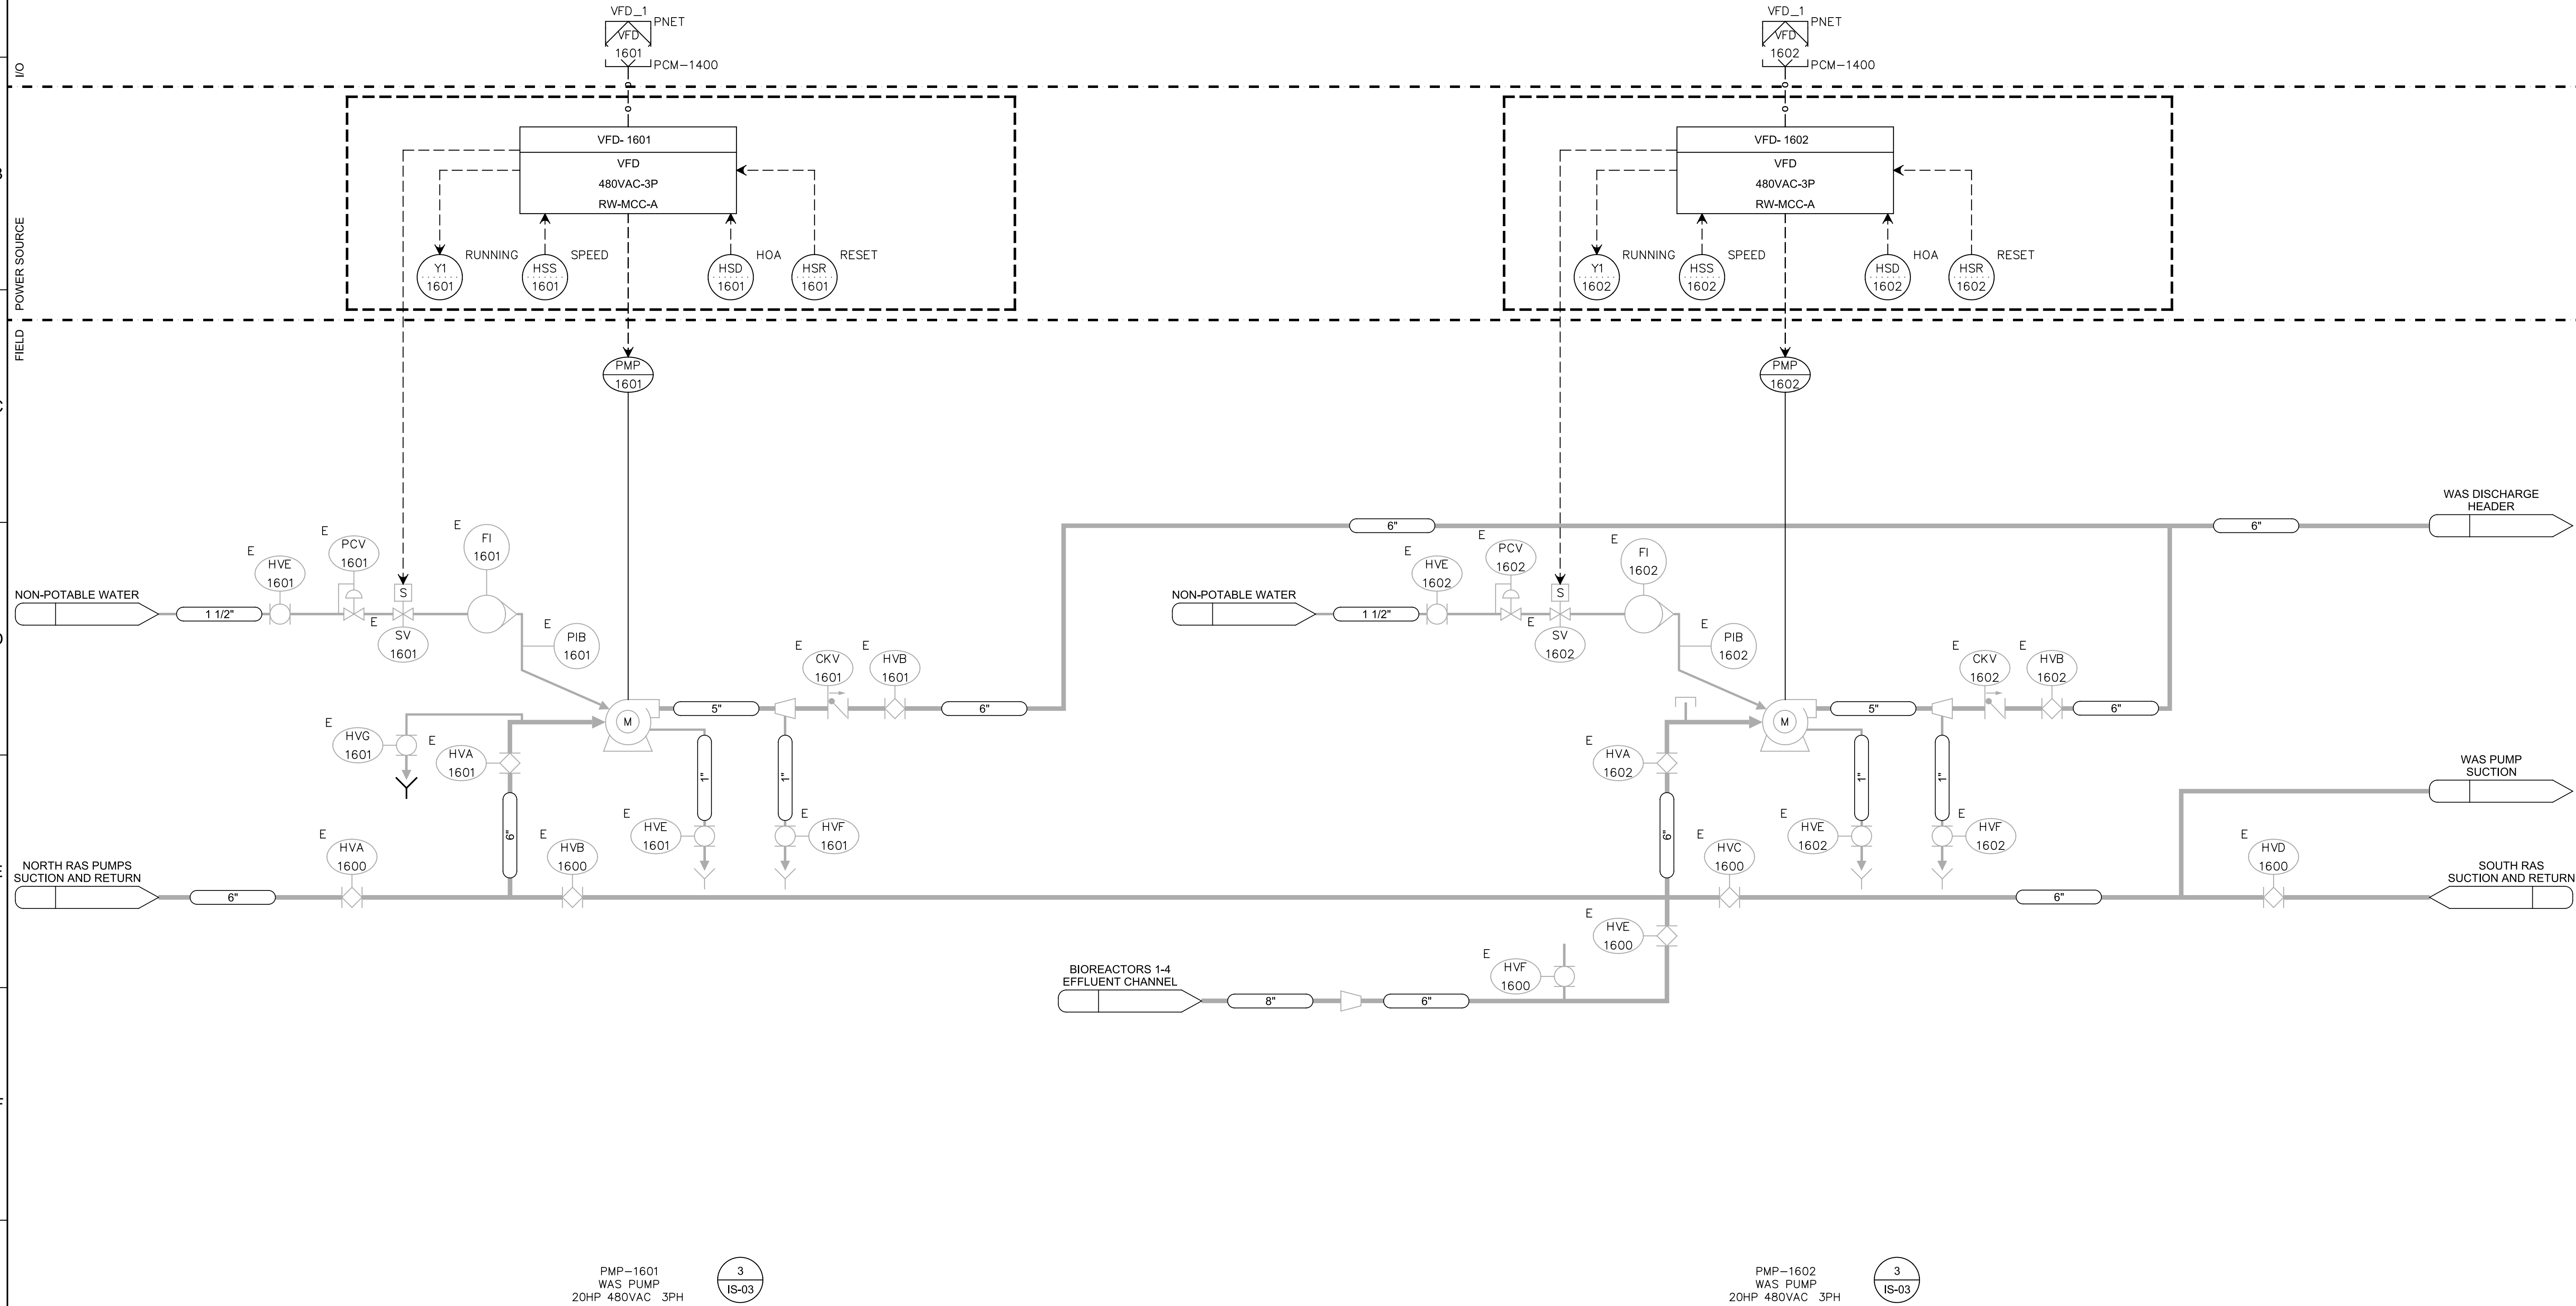 VFD_1
PNET
VFD
1601
PCM-1400
VFD_1
PNET
VFD
1602
PCM-1400
I/O
POWER SOURCE
FIELD
VFD- 1601
VFD
480VAC-3P
RW-MCC-A
Y1
1601
RUNNING
HSS
1601
SPEED
HSD
1601
HOA
HSR
1601
RESET
VFD- 1602
VFD
480VAC-3P
RW-MCC-A
Y1
1602
RUNNING
HSS
1602
SPEED
HSD
1602
HOA
HSR
1602
RESET
PMP
1601
PMP
1602
NON-POTABLE WATER
1 1/2"
E
HVE
1601
E
PCV
1601
S
E
SV
1601
E
FI
1601
E
PIB
1601
M
5"
E
CKV
1601
E
HVB
1601
6"
6"
6"
WAS DISCHARGE
HEADER
E
HVG
1601
E
HVA
1601
6"
1"
1"
E
HVE
1601
E
HVF
1601
NON-POTABLE WATER
1 1/2"
E
HVE
1602
E
PCV
1602
S
E
SV
1602
E
FI
1602
E
PIB
1602
M
5"
E
CKV
1602
E
HVB
1602
6"
E
HVA
1602
6"
1"
1"
E
HVE
1602
E
HVF
1602
WAS PUMP
SUCTION
NORTH RAS PUMPS
SUCTION AND RETURN
6"
E
HVA
1600
E
HVB
1600
E
HVC
1600
6"
E
HVD
1600
SOUTH RAS
SUCTION AND RETURN
E
HVE
1600
BIOREACTORS 1-4
EFFLUENT CHANNEL
8"
6"
E
HVF
1600
PMP-1601
WAS PUMP
20HP 480VAC 3PH
3
IS-03
PMP-1602
WAS PUMP
20HP 480VAC 3PH
3
IS-03